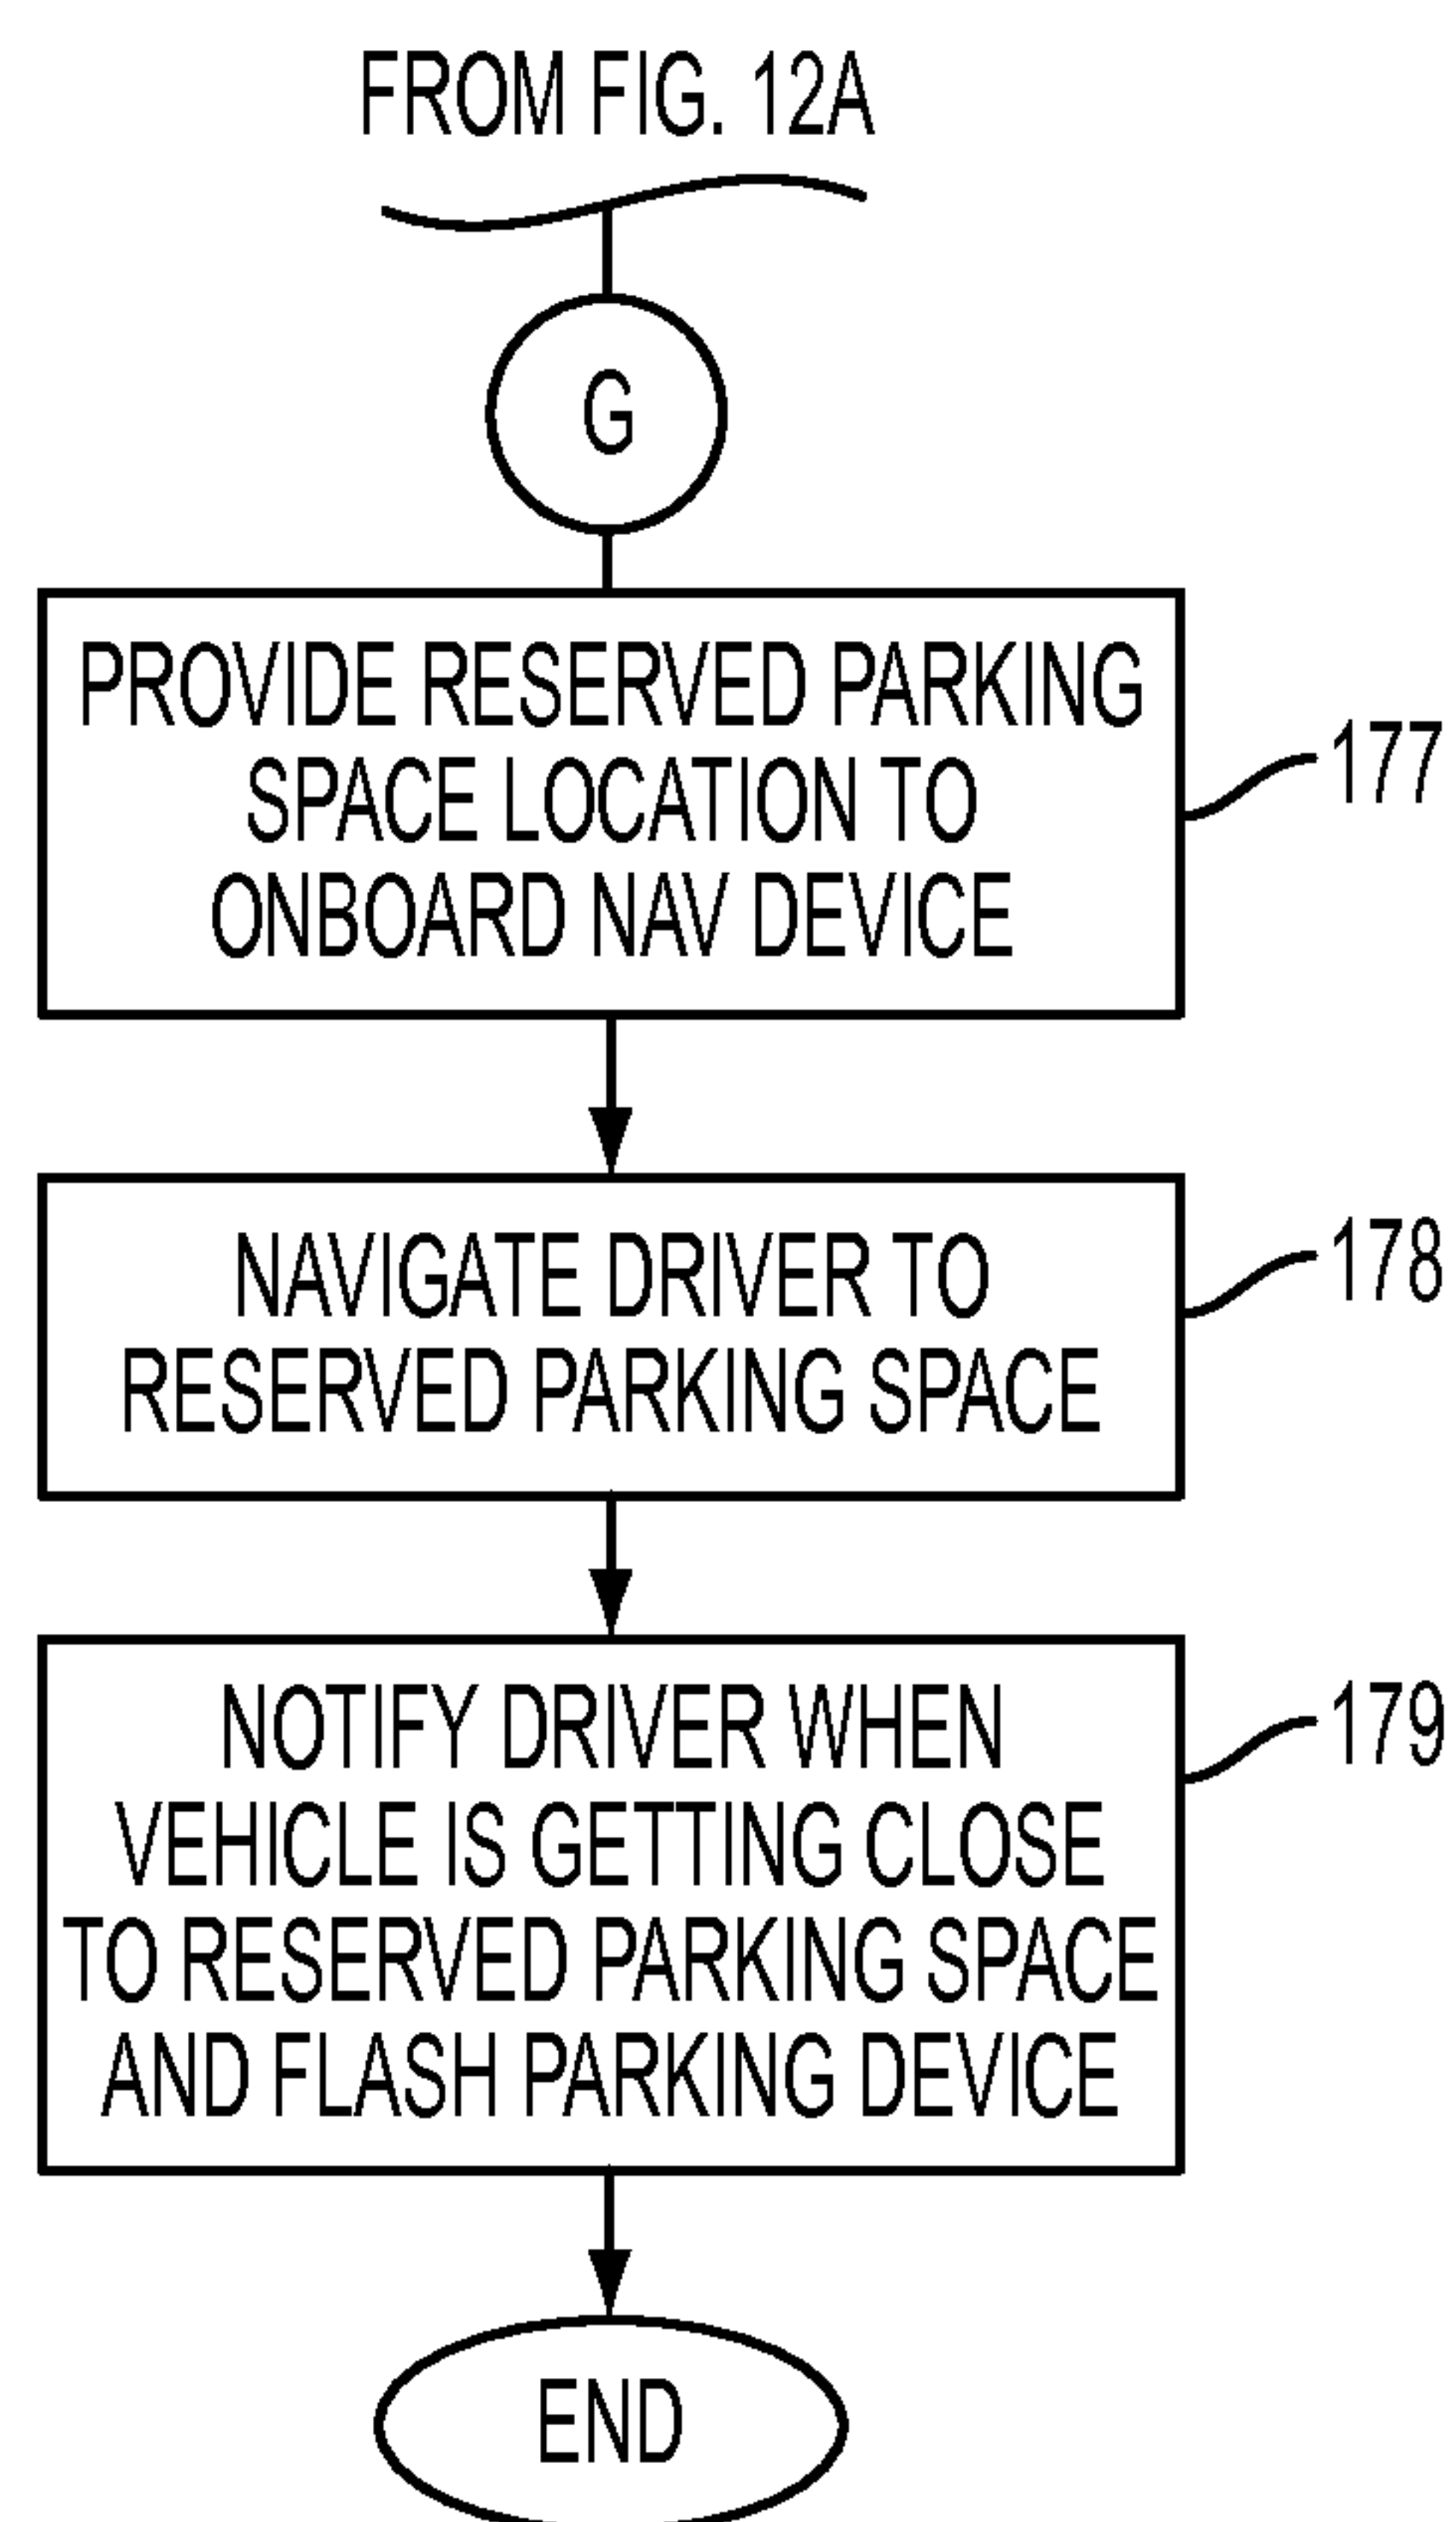 FROM FIG. 12A
G
PROVIDE RESERVED PARKING
SPACE LOCATION TO
ONBOARD NAV DEVICE
177
NAVIGATE DRIVER TO
RESERVED PARKING SPACE
178
NOTIFY DRIVER WHEN
VEHICLE IS GETTING CLOSE
TO RESERVED PARKING SPACE
AND FLASH PARKING DEVICE
179
END